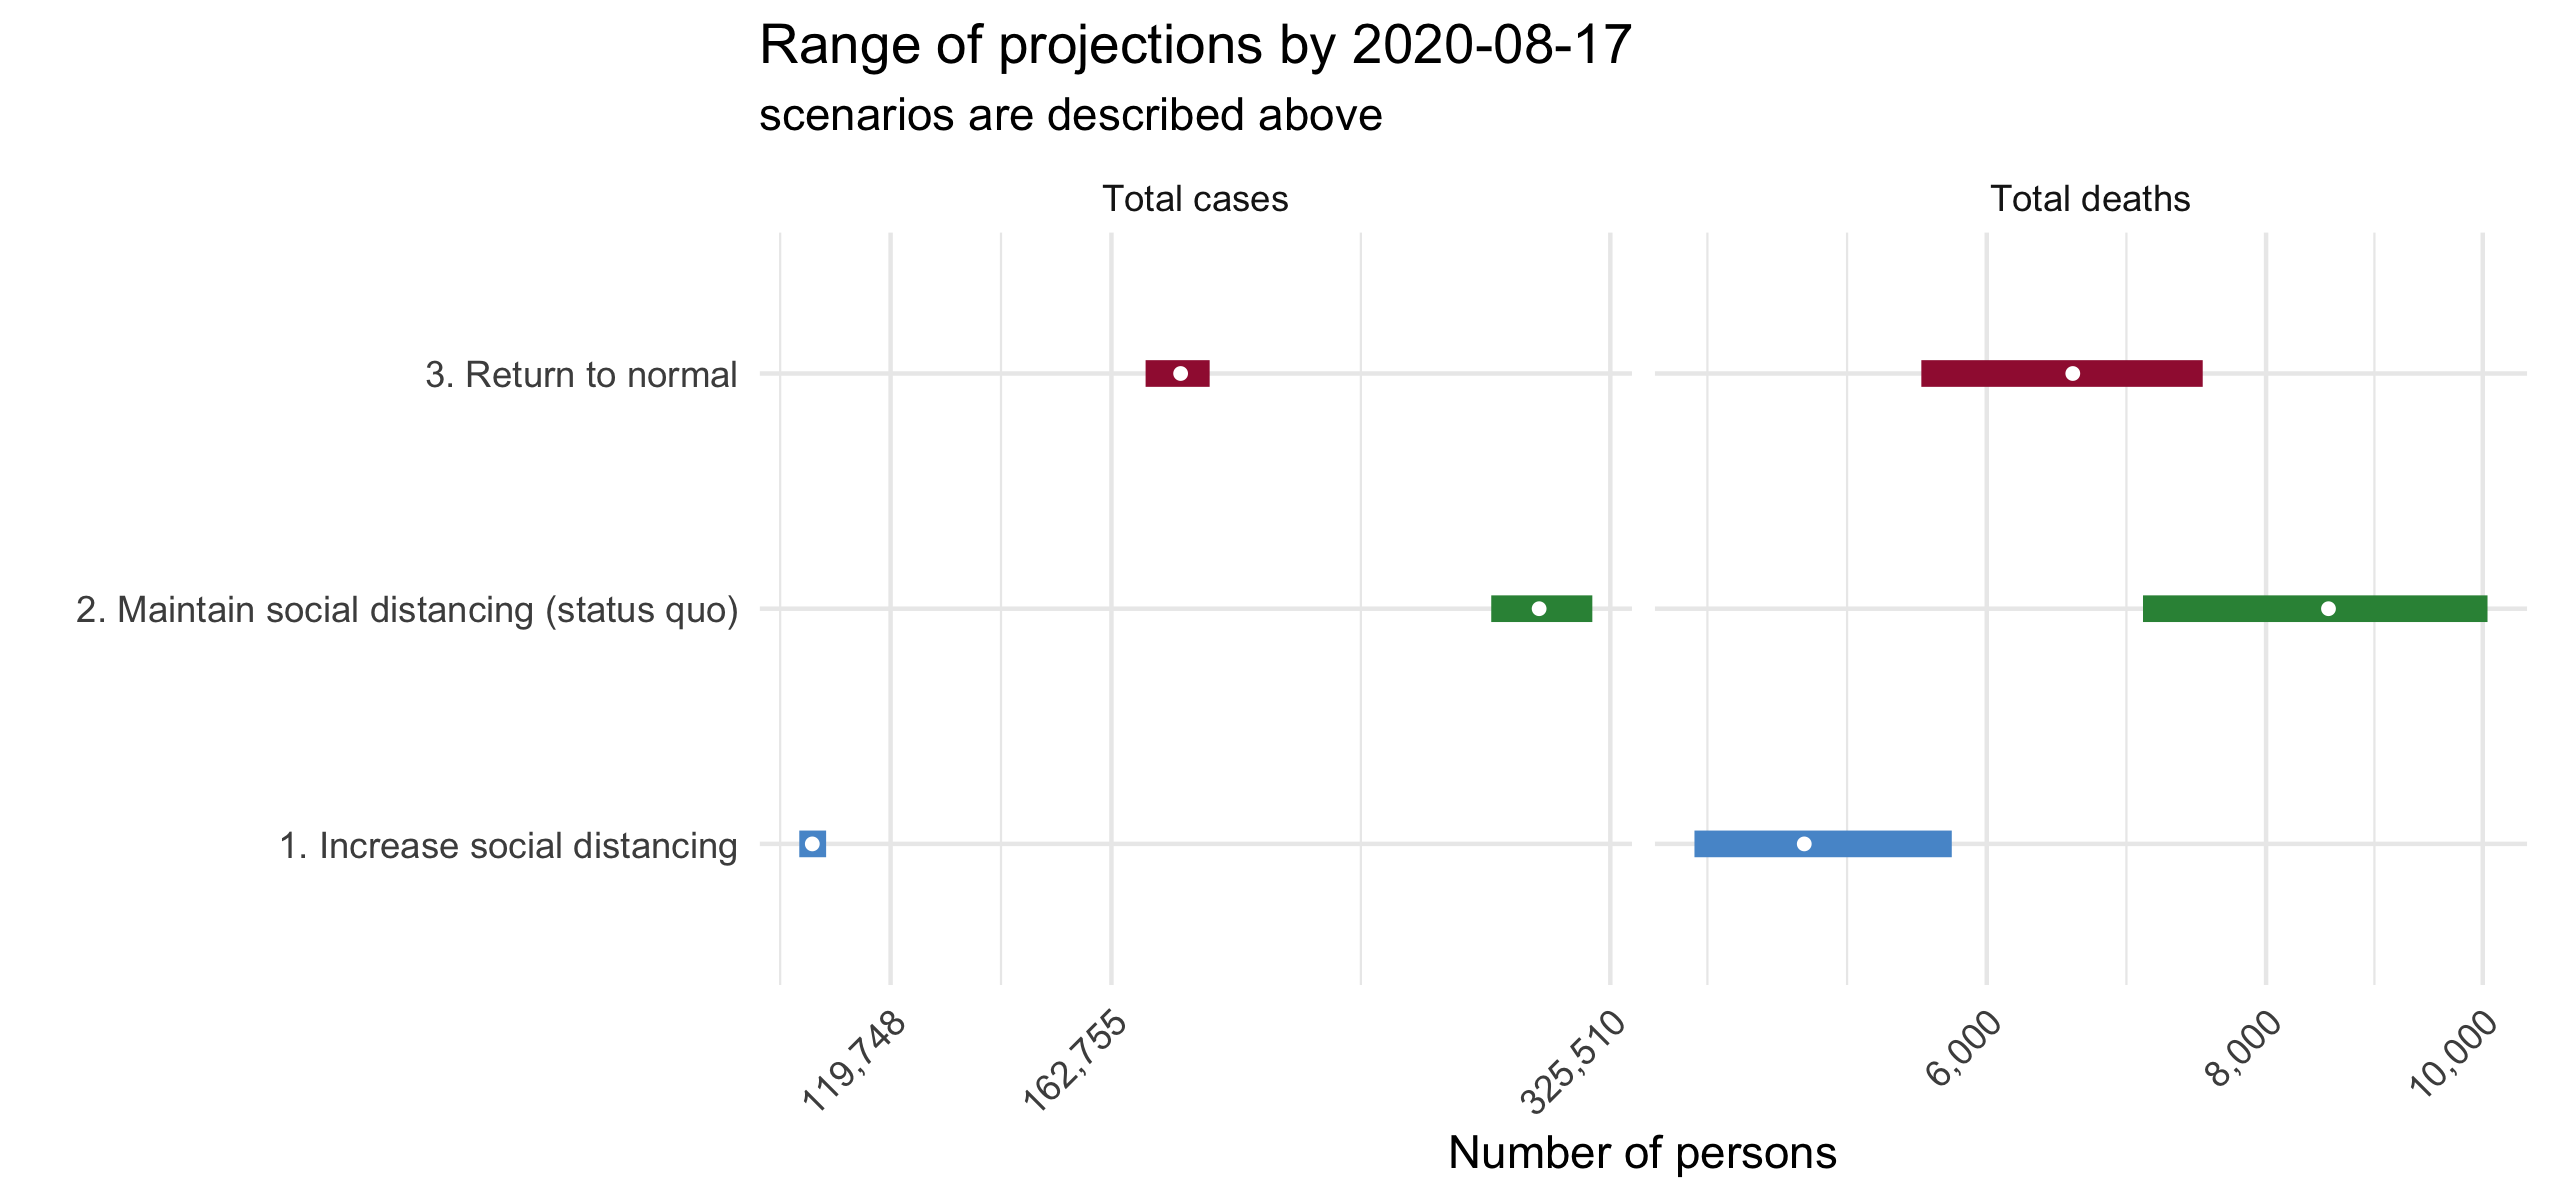 Range of projections by 2020-08-17
scenarios are described above
Total cases
Total deaths
3. Return to normal
2. Maintain social distancing (status quo)
1. Increase social distancing
119,748
162,755
325,510
6,000
8,000
10,000
Number of persons